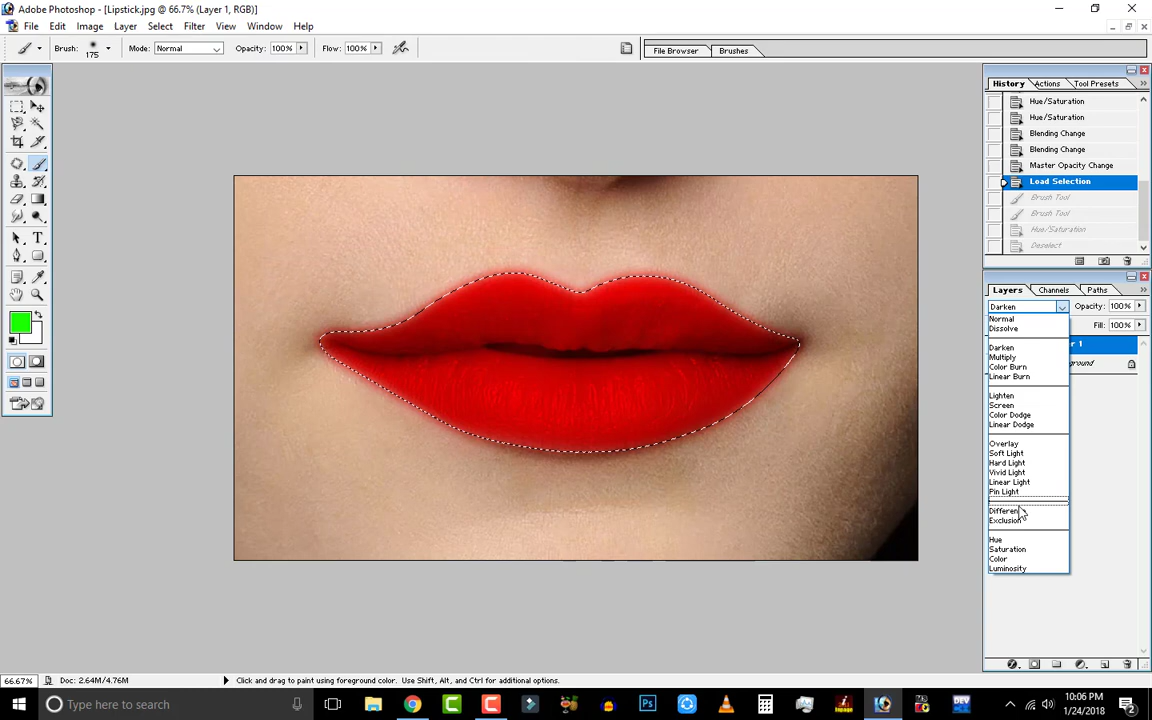 Adobe Photoshop - [Lipstick.jpg @ 66.7% (Layer 1, RGB)]
File Edit Image Layer Select Filter View Window Help
Brush: 175 Mode: Normal Opacity: 100% Flow: 100% File Browser Brushes
History Actions Tool Presets
Hue/Saturation
Hue/Saturation
Blending Change
Blending Change
Master Opacity Change
Load Selection
Brush Tool
Brush Tool
Hue/Saturation
Deselect
Layers Channels Paths
Darken Opacity: 100%
Normal Fill: 100%
Dissolve
Darken
Multiply
Color Burn
Linear Burn
Lighten
Screen
Color Dodge
Linear Dodge
Overlay
Soft Light
Hard Light
Vivid Light
Linear Light
Pin Light
Exclusion
Hue
Saturation
Color
Luminosity
66.67% Doc: 2.64M/4.76M Click and drag to paint using foreground color. Use Shift, Alt, and Ctrl for additional options.
Type here to search
10:06 PM
1/24/2018